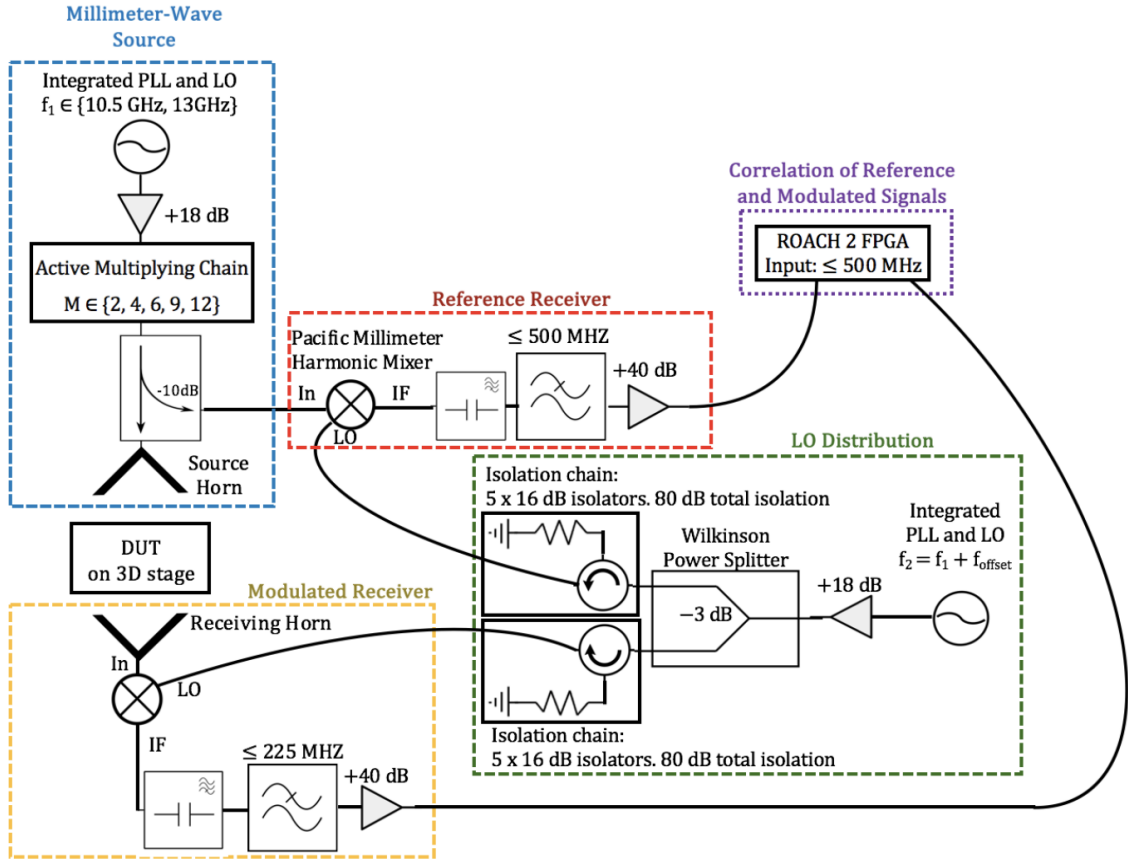 Millimeter-Wave
Source
Integrated PLL and LO
f₁ ∈ {10.5 GHz, 13GHz}
+18 dB
Active Multiplying Chain
M ∈ {2, 4, 6, 9, 12}
-10dB
Source
Horn
DUT
on 3D stage
Reference Receiver
Pacific Millimeter
Harmonic Mixer
In
IF
LO
≤ 500 MHZ
+40 dB
Correlation of Reference
and Modulated Signals
ROACH 2 FPGA
Input: ≤ 500 MHz
LO Distribution
Isolation chain:
5 x 16 dB isolators. 80 dB total isolation
Wilkinson
Power Splitter
−3 dB
+18 dB
Integrated
PLL and LO
f₂ = f₁ + foffset
Isolation chain:
5 x 16 dB isolators. 80 dB total isolation
Modulated Receiver
Receiving Horn
In
LO
IF
≤ 225 MHZ
+40 dB